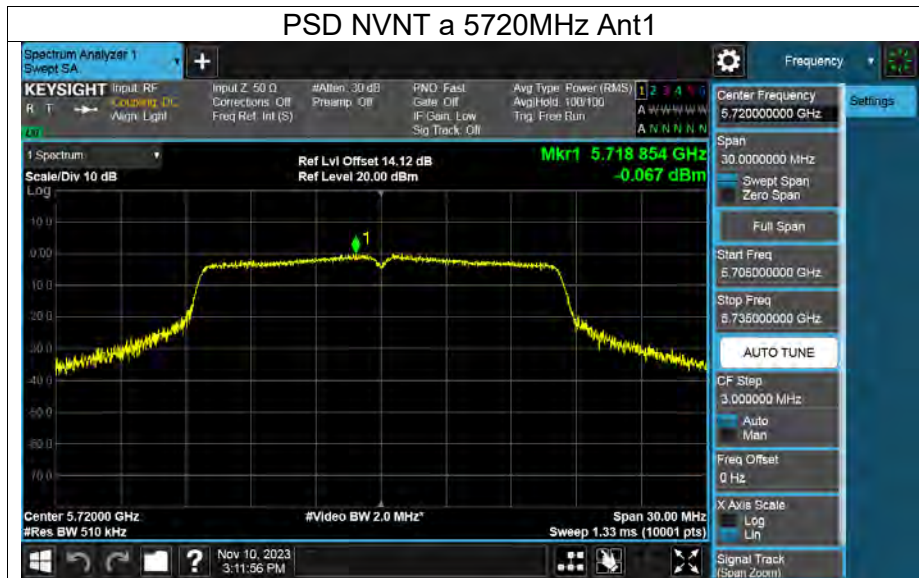 PSD NVNT a 5720MHz Ant1
Spectrum Analyzer 1
Swept SA
+
Frequency
KEYSIGHT Input: RF
R T Coupling: DC
Align: Light
Input Z: 50 Ω
Corrections: Off
Freq Ref: Int (S)
#Atten: 30 dB
Preamp: Off
PNO: Fast
Gate: Off
IF Gain: Low
Sig Track: Off
Avg Type: Power (RMS)
Avg|Hold: 100/100
Trig: Free Run
1 2 3 4 5 6
A W W W W W
A N N N N N
Center Frequency
5.720000000 GHz
Settings
Span
30.0000000 MHz
Swept Span
Zero Span
Full Span
Start Freq
5.705000000 GHz
Stop Freq
5.735000000 GHz
AUTO TUNE
CF Step
3.000000 MHz
Auto
Man
Freq Offset
0 Hz
X Axis Scale
Log
Lin
Signal Track
(Span Zoom)
1 Spectrum
Scale/Div 10 dB
Ref Lvl Offset 14.12 dB
Ref Level 20.00 dBm
Mkr1 5.718 854 GHz
-0.067 dBm
Log
10.0
0.00
-10.0
-20.0
-30.0
-40.0
-50.0
-60.0
-70.0
1
Center 5.72000 GHz
#Res BW 510 kHz
#Video BW 2.0 MHz*
Span 30.00 MHz
Sweep 1.33 ms (10001 pts)
?
Nov 10, 2023
3:11:56 PM